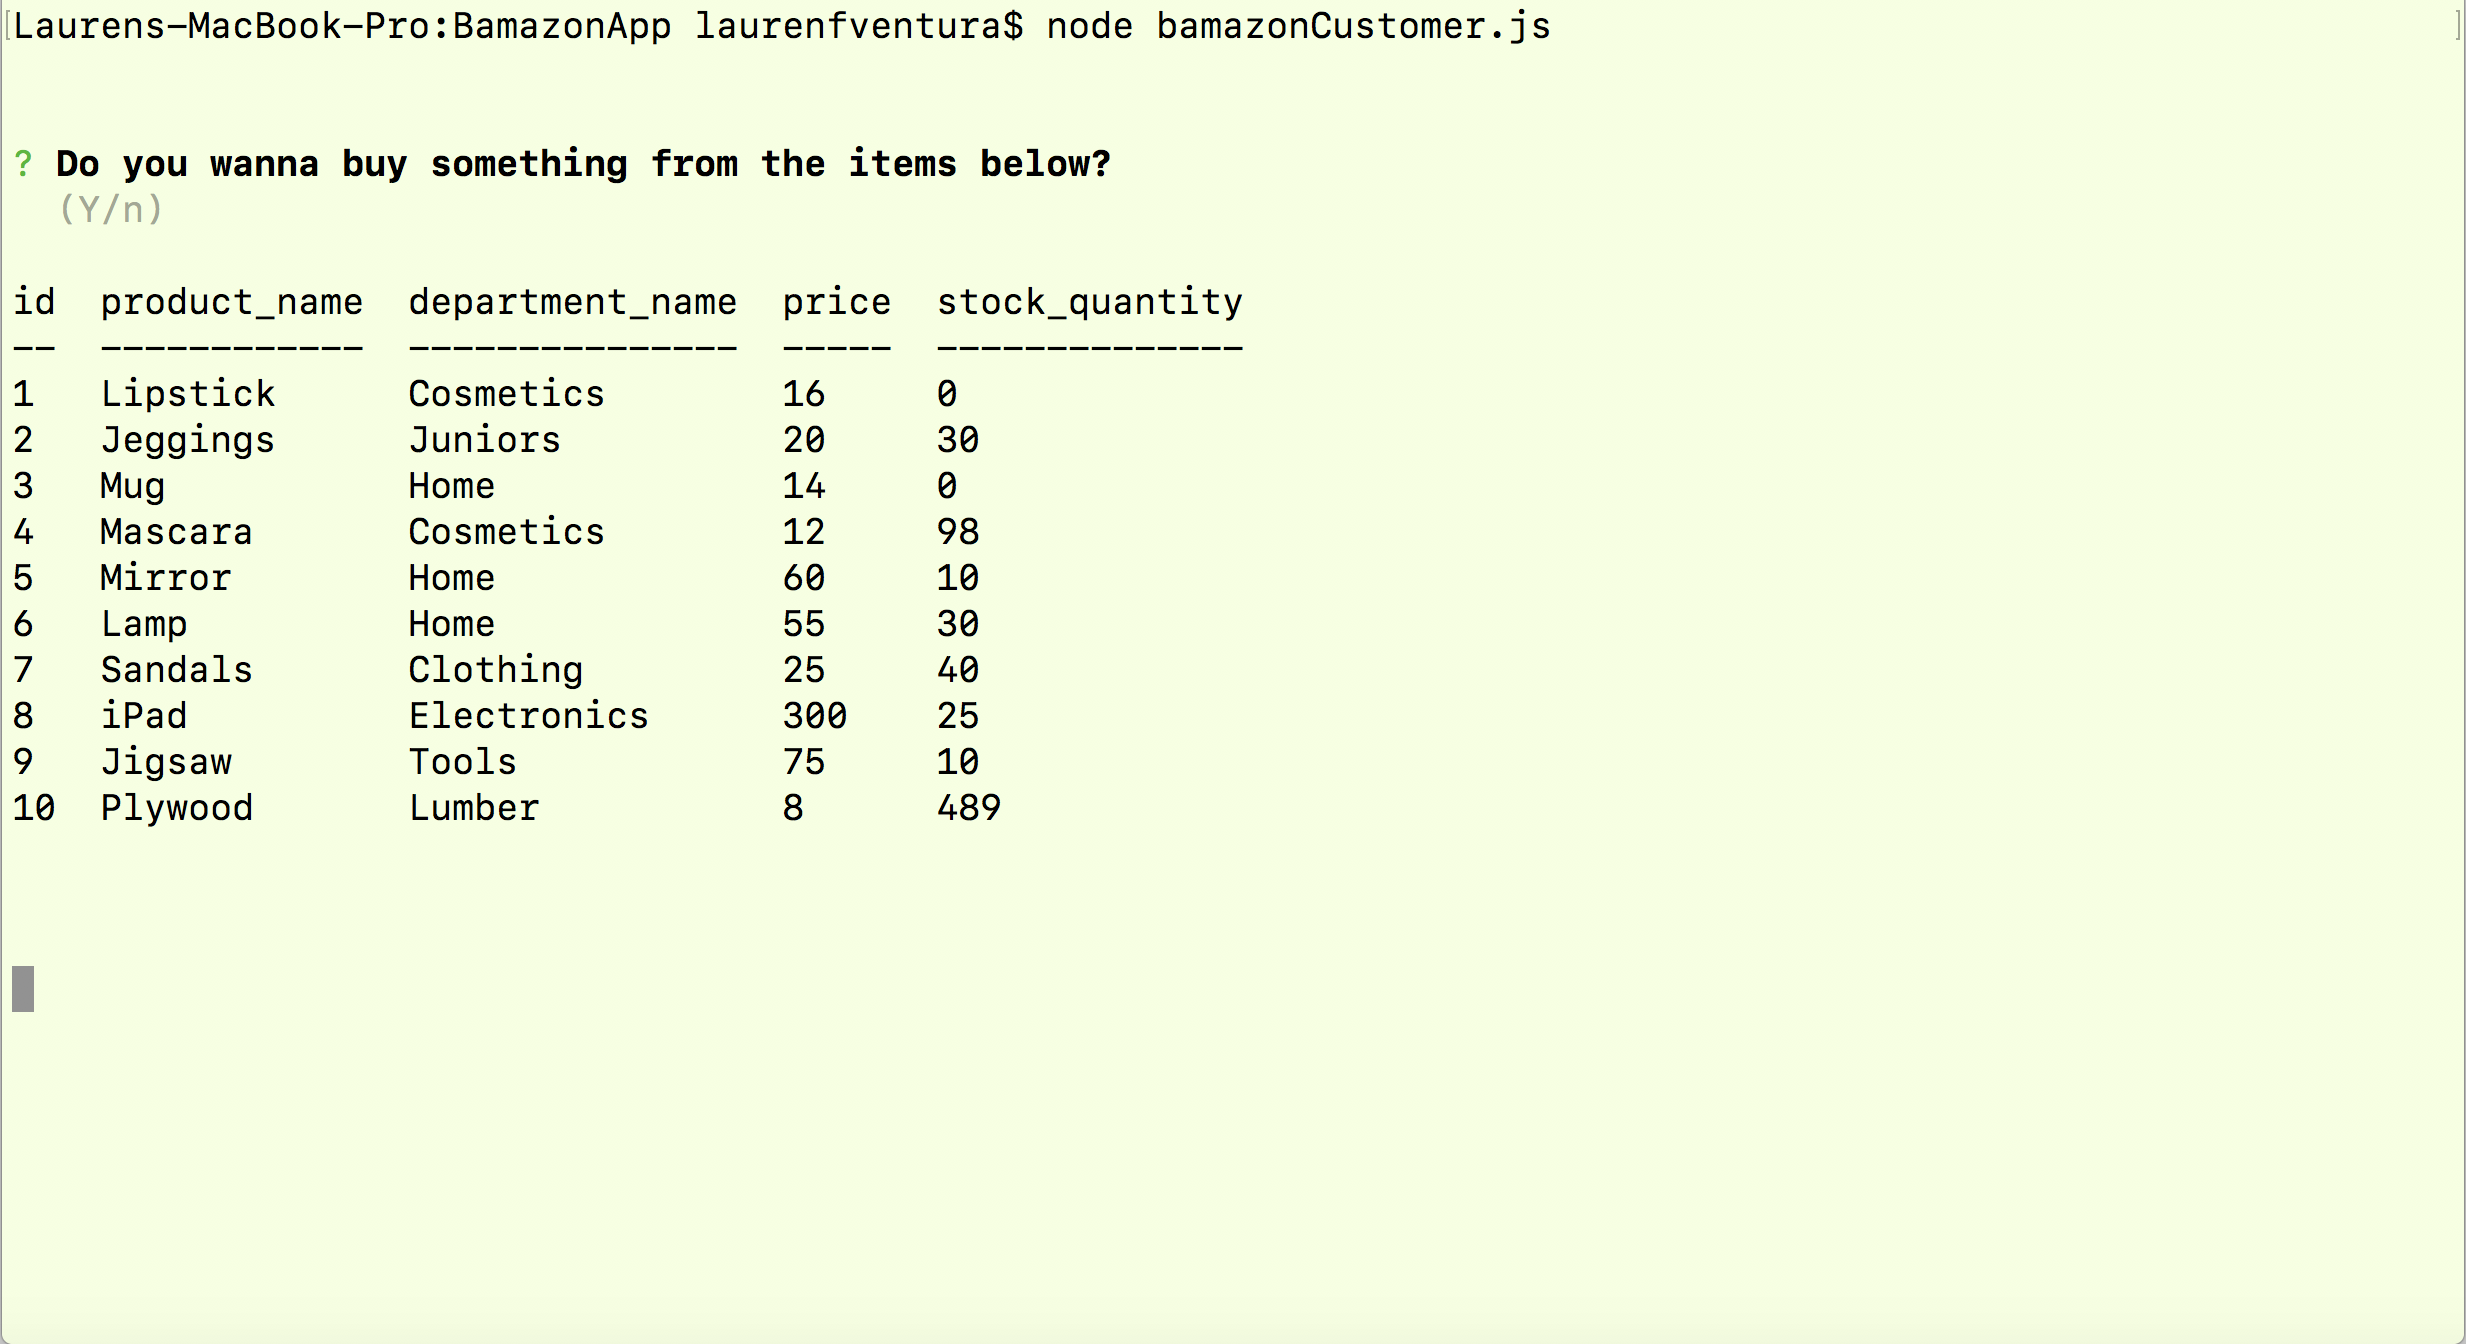 [Laurens-MacBook-Pro:BamazonApp laurenfventura$ node bamazonCustomer.js ]
? Do you wanna buy something from the items below?
(Y/n)
id  product_name  department_name  price  stock_quantity
--  ------------  ---------------  -----  --------------
1   Lipstick      Cosmetics        16     0
2   Jeggings      Juniors          20     30
3   Mug           Home             14     0
4   Mascara       Cosmetics        12     98
5   Mirror        Home             60     10
6   Lamp          Home             55     30
7   Sandals       Clothing         25     40
8   iPad          Electronics      300    25
9   Jigsaw        Tools            75     10
10  Plywood       Lumber           8      489